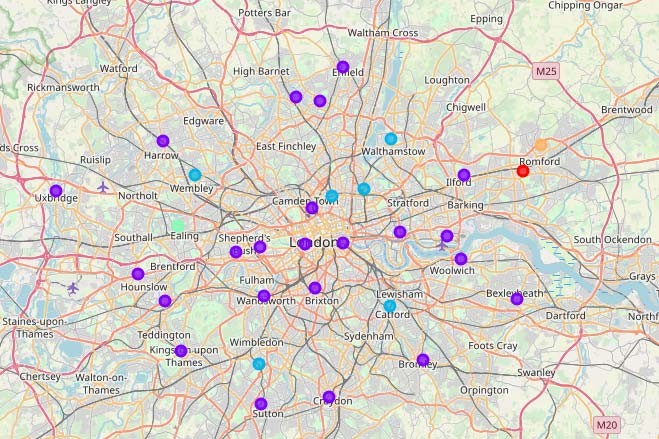 Kings Langley
Potters Bar
Epping
Chipping Ongar
Waltham Cross
Watford
High Barnet
Enfield
Loughton
M25
Rickmansworth
Chigwell
Brentwood
Edgware
East Finchley
Walthamstow
ds Cross
Ruislip
Harrow
Romford
Wembley
Ilford
Uxbridge
Northolt
Camden Town
Stratford
Barking
Southall
Ealing
Shepherd's
Bush
London
South Ockendon
Brentford
Woolwich
Hounslow
Fulham
Grays
Wandsworth
Brixton
Lewisham
Bexleyheath
Catford
Dartford
Northf
Staines-upon-
Thames
Teddington
Wimbledon
Sydenham
Foots Cray
Kingston-upon
Thames
Bromley
Swanley
Chertsey
Walton-on-
Thames
Orpington
Croydon
Sutton
M20